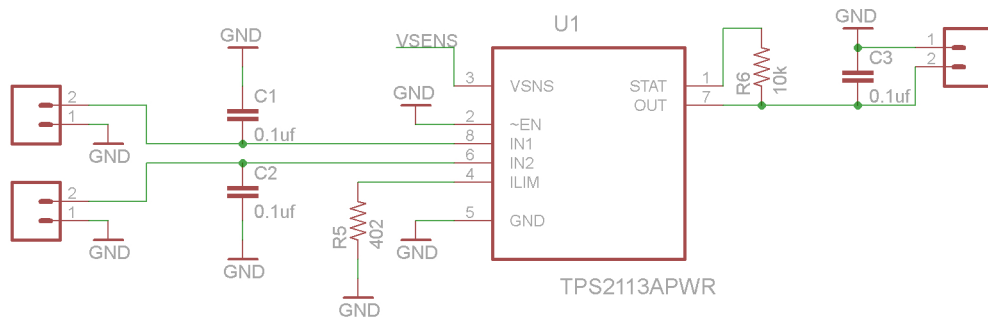 GND
U1
GND
VSENS
2
1
GND
C1
0.1uf
3
VSNS
STAT
1
R6
10k
C3
0.1uf
1
2
OUT
7
GND
2
~EN
8
IN1
6
IN2
4
ILIM
5
GND
2
1
GND
C2
0.1uf
GND
R5
402
GND
GND
TPS2113APWR